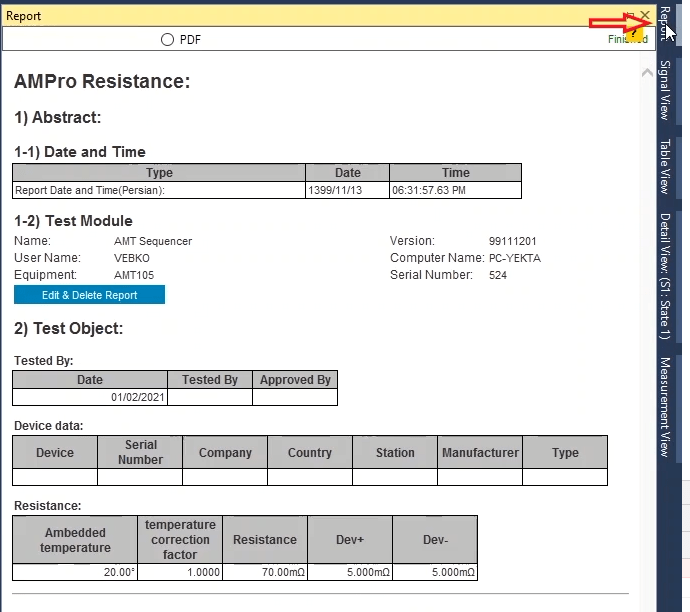 Report
PDF
Finished
AMPro Resistance:
1) Abstract:
1-1) Date and Time
Type Date Time
Report Date and Time(Persian): 1399/11/13 06:31:57.63 PM
1-2) Test Module
Name: AMT Sequencer Version: 99111201
User Name: VEBKO Computer Name: PC-YEKTA
Equipment: AMT105 Serial Number: 524
Edit & Delete Report
2) Test Object:
Tested By:
Date Tested By Approved By
01/02/2021
Device data:
Device Serial Number Company Country Station Manufacturer Type
Resistance:
Ambedded temperature temperature correction factor Resistance Dev+ Dev-
20.00° 1.0000 70.00mΩ 5.000mΩ 5.000mΩ
Report
Signal View
Table View
Detail View: (S1: State 1)
Measurement View